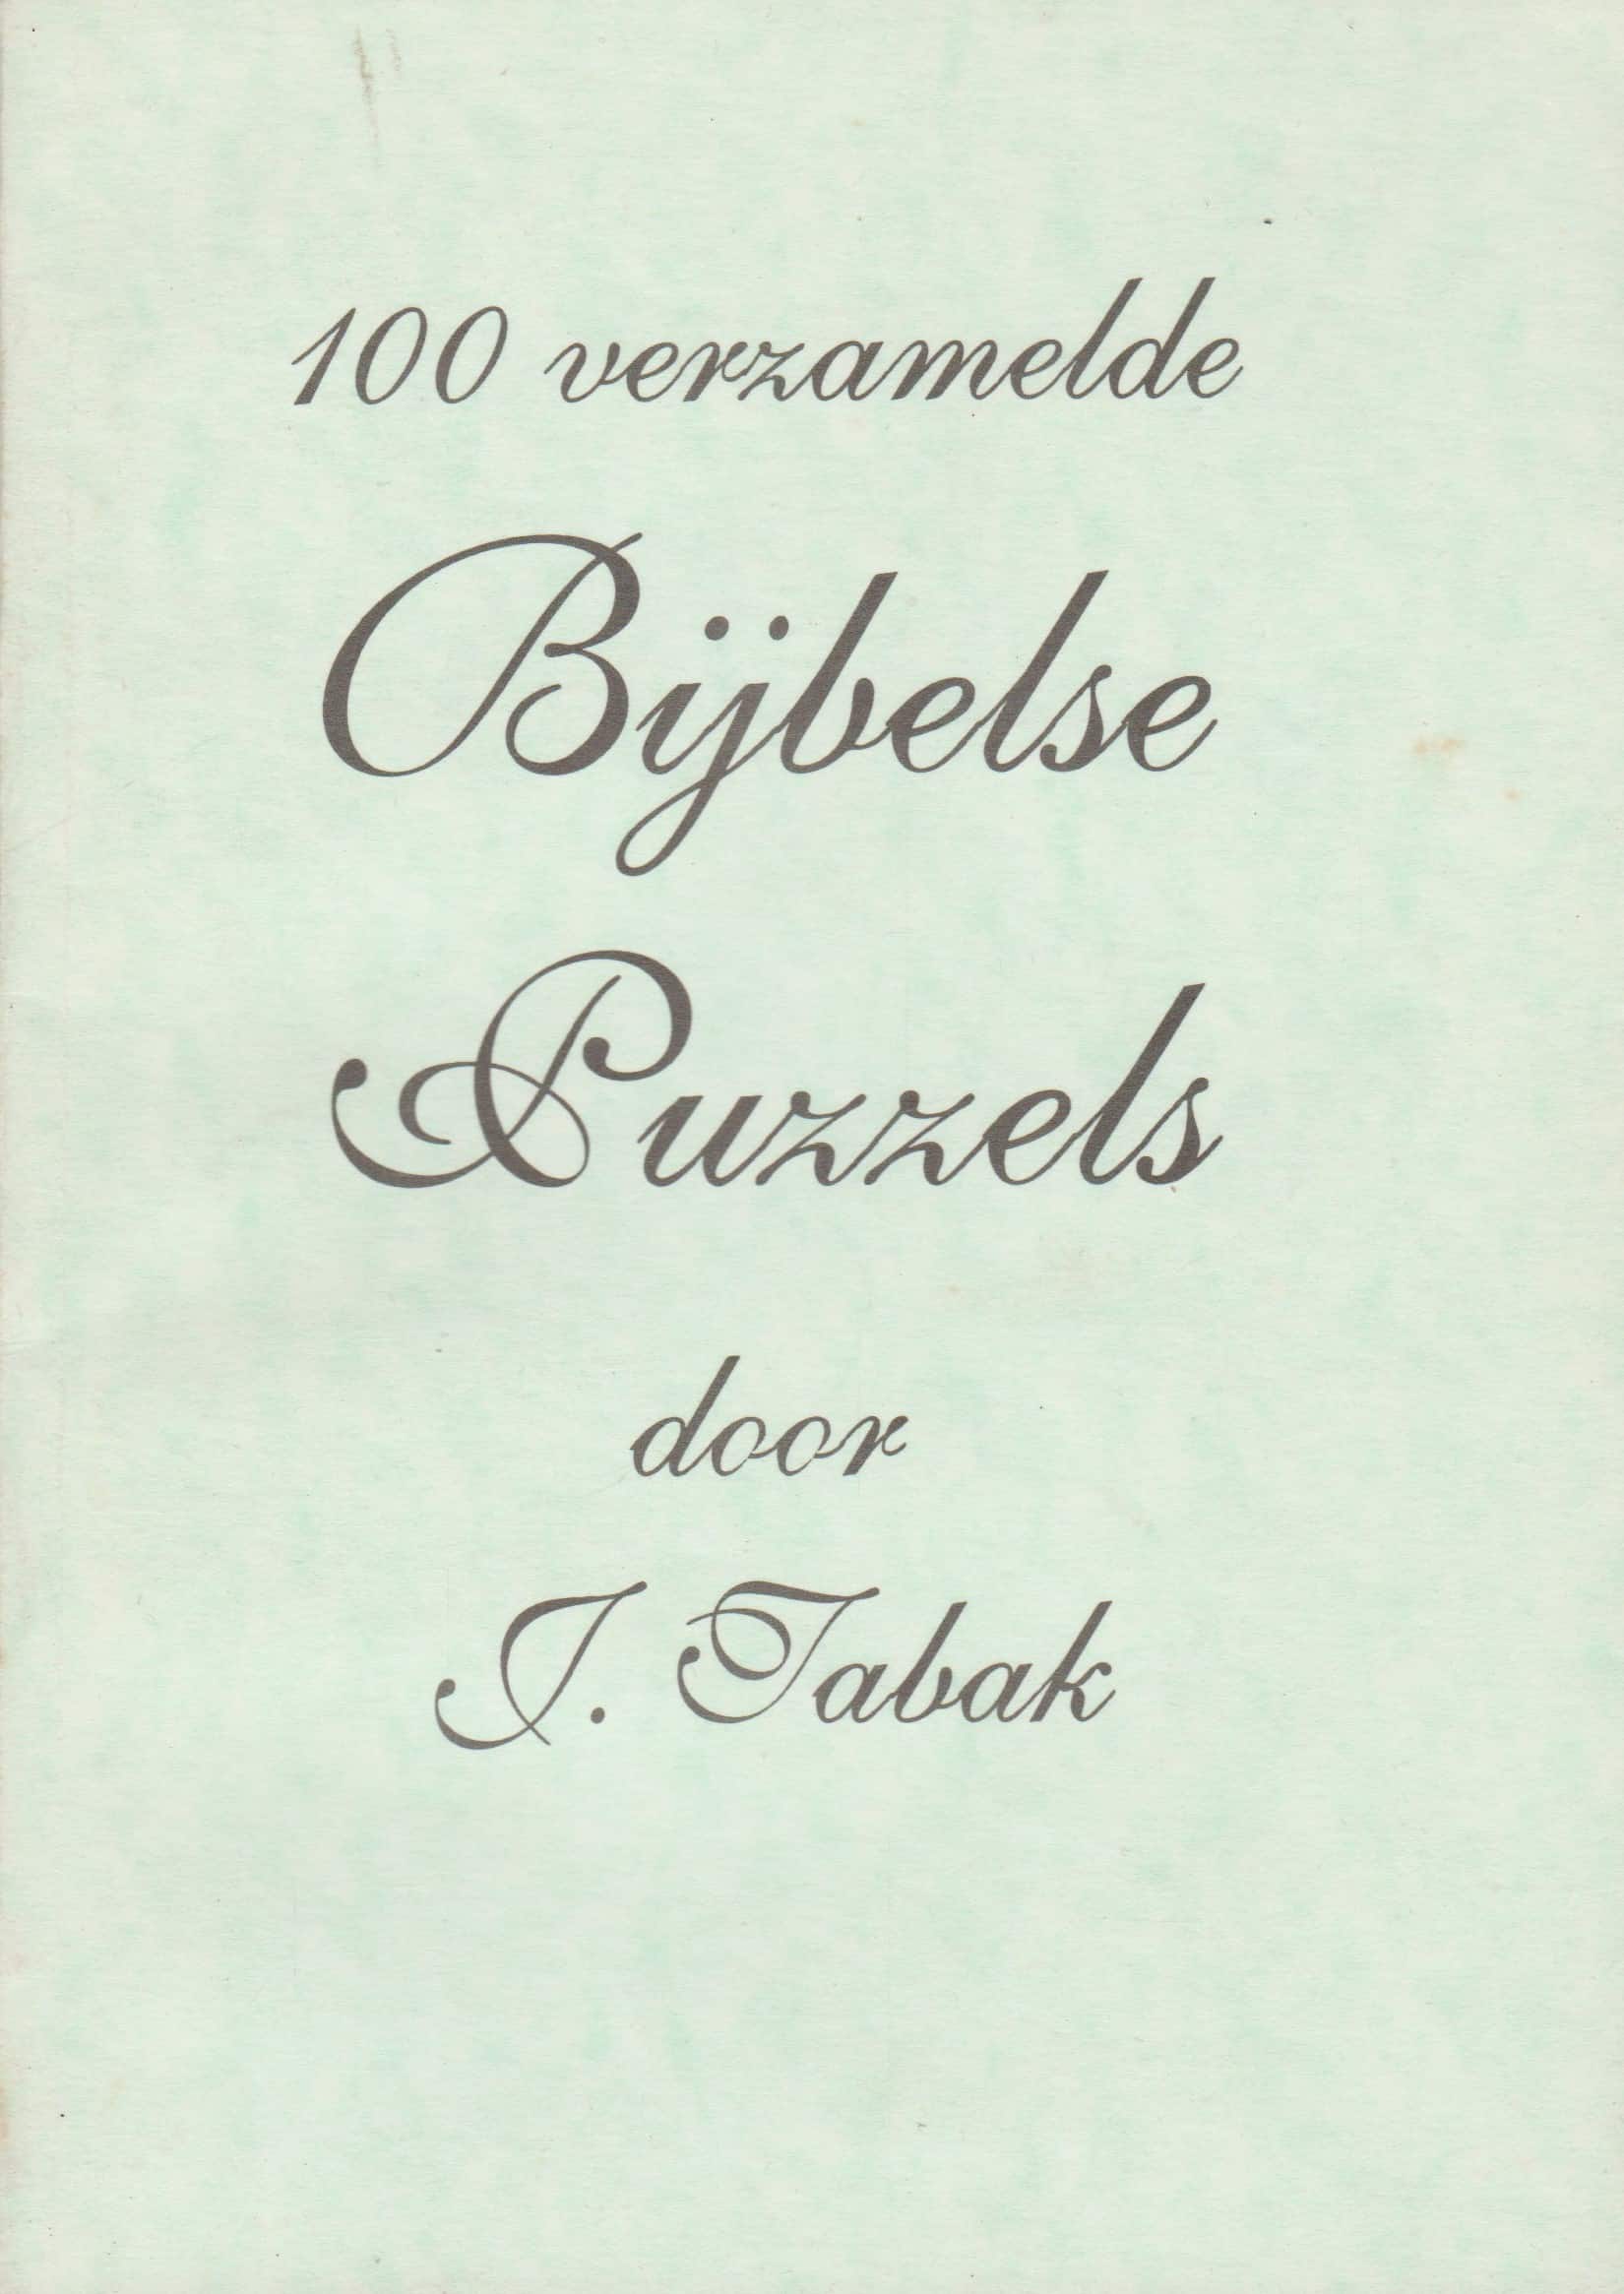 100 verzamelde
Bijbelse
Puzzels
door
J. Tabak